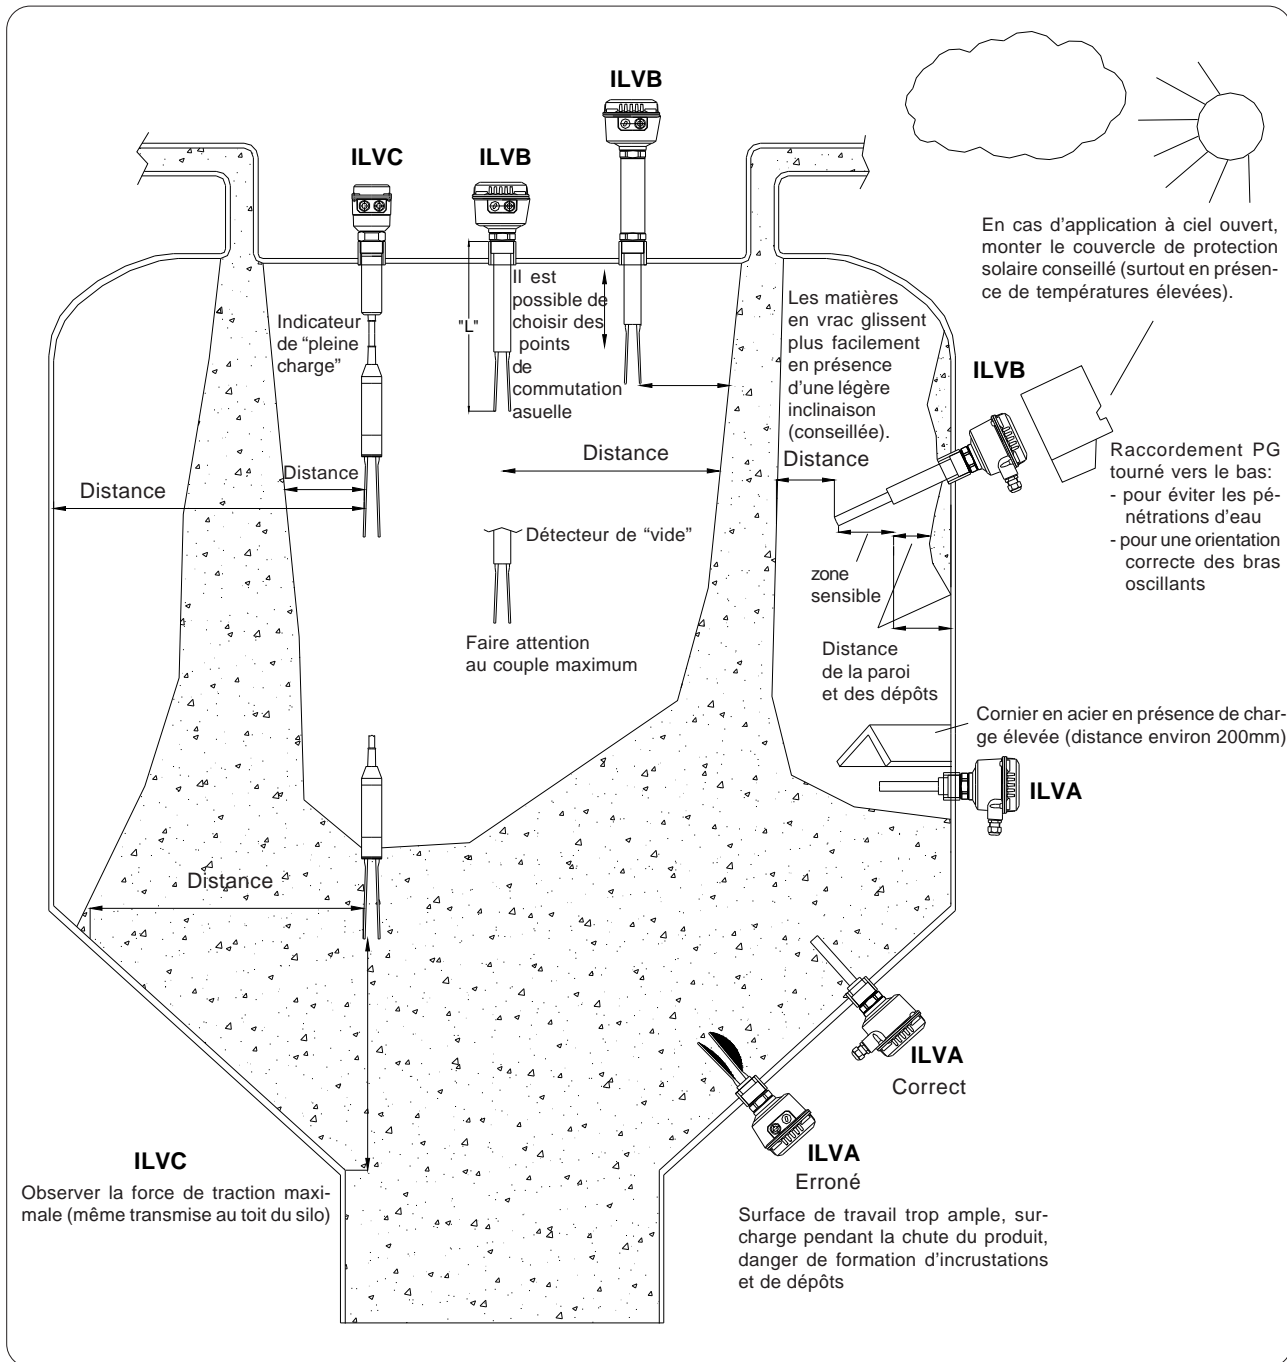 ILVB
ILVC
ILVB
En cas d'application à ciel ouvert,
monter le couvercle de protection
solaire conseillé (surtout en présen-
ce de températures élevées).
Indicateur
de “pleine
charge”
"L"
Il est
possible de
choisir des
points
de
commutation
asuelle
Les matières
en vrac glissent
plus facilement
en présence
d'une légère
inclinaison
(conseillée).
ILVB
Raccordement PG
tourné vers le bas:
- pour éviter les pé-
nétrations d'eau
- pour une orientation
correcte des bras
oscillants
Distance
Distance
Distance
Distance
Détecteur de “vide”
Faire attention
au couple maximum
zone
sensible
Distance
de la paroi
et des dépôts
Cornier en acier en présence de char-
ge élevée (distance environ 200mm)
ILVA
Distance
ILVA
Correct
ILVA
Erroné
Surface de travail trop ample, sur-
charge pendant la chute du produit,
danger de formation d'incrustations
et de dépôts
ILVC
Observer la force de traction maxi-
male (même transmise au toit du silo)